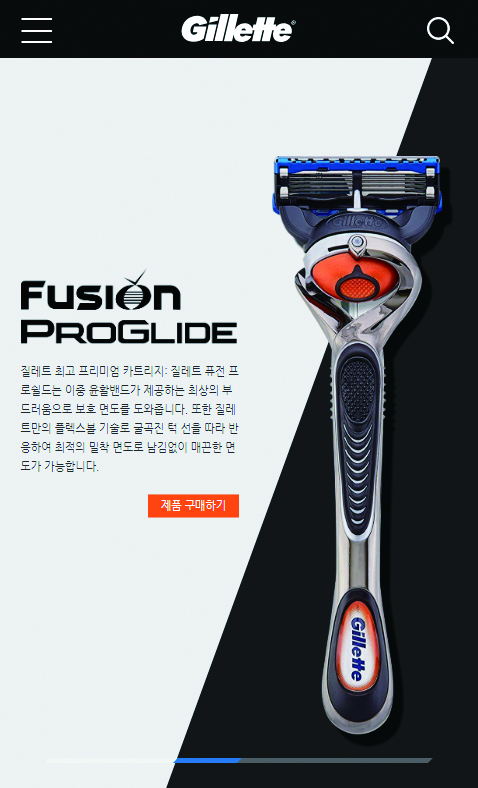 Gillette
Gillette
Fusion
PROGLIDE
질레트 최고 프리미엄 카트리지: 질레트 퓨전 프
로쉴드는 이중 윤활밴드가 제공하는 최상의 부
드러움으로 보호 면도를 도와줍니다. 또한 질레
트만의 플렉스볼 기술로 굴곡진 턱 선을 따라 반
응하여 최적의 밀착 면도로 남김없이 매끈한 면
도가 가능합니다.
제품 구매하기
Gillette